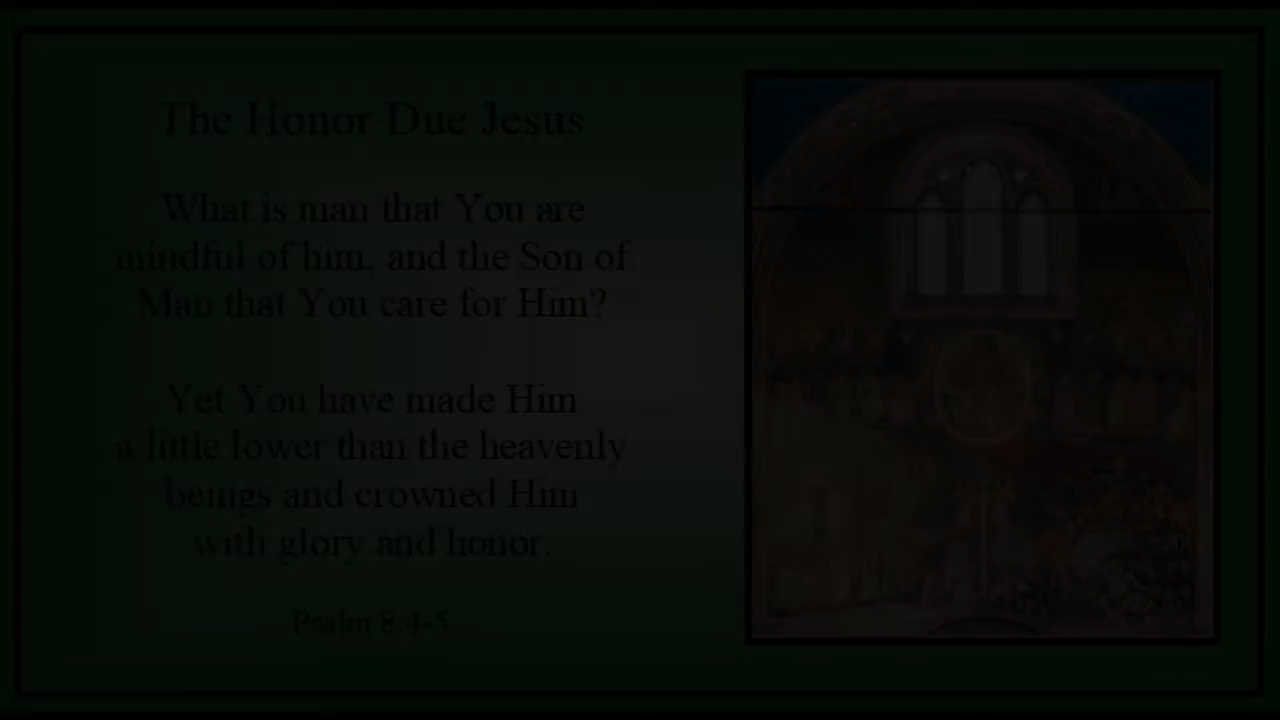 The Honor Due Jesus
What is man that You are
mindful of him, and the Son of
Man that You care for Him?
Yet You have made Him
a little lower than the heavenly
beings and crowned Him
with glory and honor.
Psalm 8:4-5